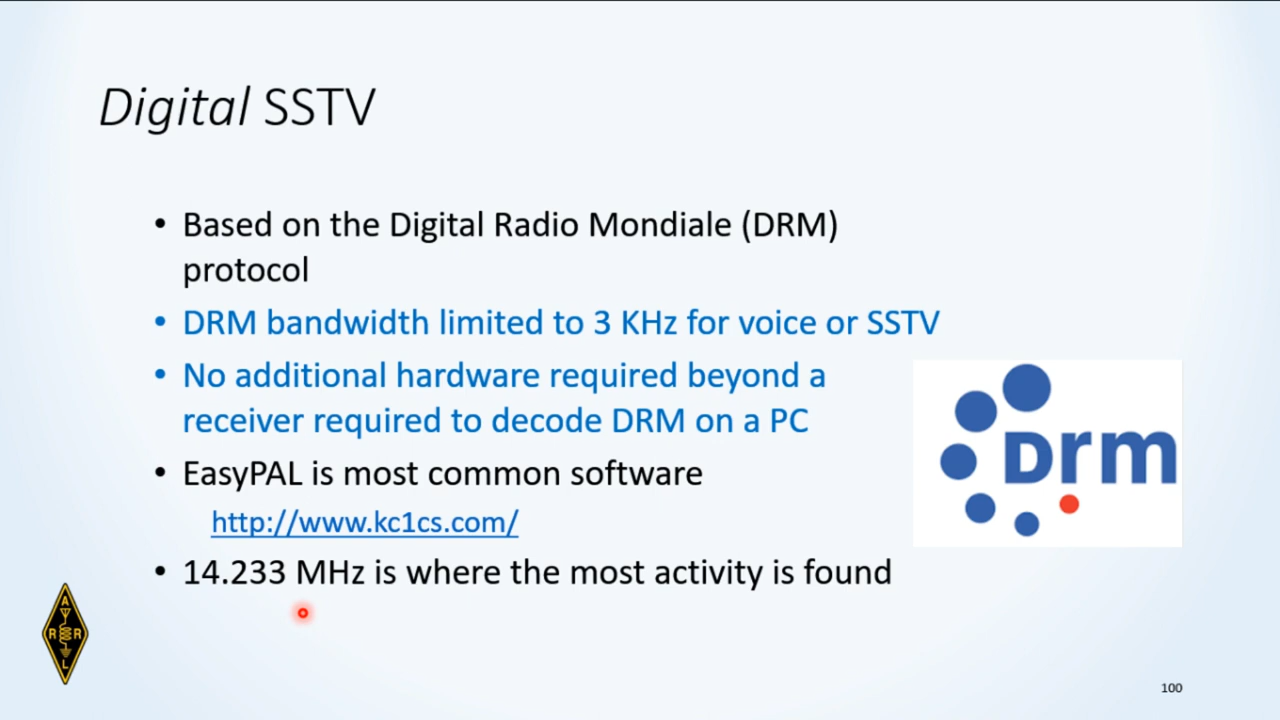 Digital SSTV
• Based on the Digital Radio Mondiale (DRM)
protocol
• DRM bandwidth limited to 3 KHz for voice or SSTV
• No additional hardware required beyond a
receiver required to decode DRM on a PC
Drm
• EasyPAL is most common software
http://www.kc1cs.com/
• 14.233 MHz is where the most activity is found
A
R R
L
100